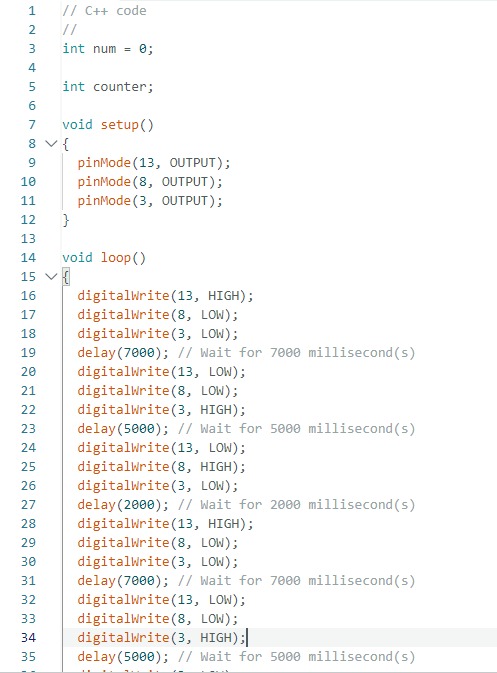 1 // C++ code
2 //
3 int num = 0;
4
5 int counter;
6
7 void setup()
8 {
9 pinMode(13, OUTPUT);
10 pinMode(8, OUTPUT);
11 pinMode(3, OUTPUT);
12 }
13
14 void loop()
15 {
16 digitalWrite(13, HIGH);
17 digitalWrite(8, LOW);
18 digitalWrite(3, LOW);
19 delay(7000); // Wait for 7000 millisecond(s)
20 digitalWrite(13, LOW);
21 digitalWrite(8, LOW);
22 digitalWrite(3, HIGH);
23 delay(5000); // Wait for 5000 millisecond(s)
24 digitalWrite(13, LOW);
25 digitalWrite(8, HIGH);
26 digitalWrite(3, LOW);
27 delay(2000); // Wait for 2000 millisecond(s)
28 digitalWrite(13, HIGH);
29 digitalWrite(8, LOW);
30 digitalWrite(3, LOW);
31 delay(7000); // Wait for 7000 millisecond(s)
32 digitalWrite(13, LOW);
33 digitalWrite(8, LOW);
34 digitalWrite(3, HIGH);
35 delay(5000); // Wait for 5000 millisecond(s)